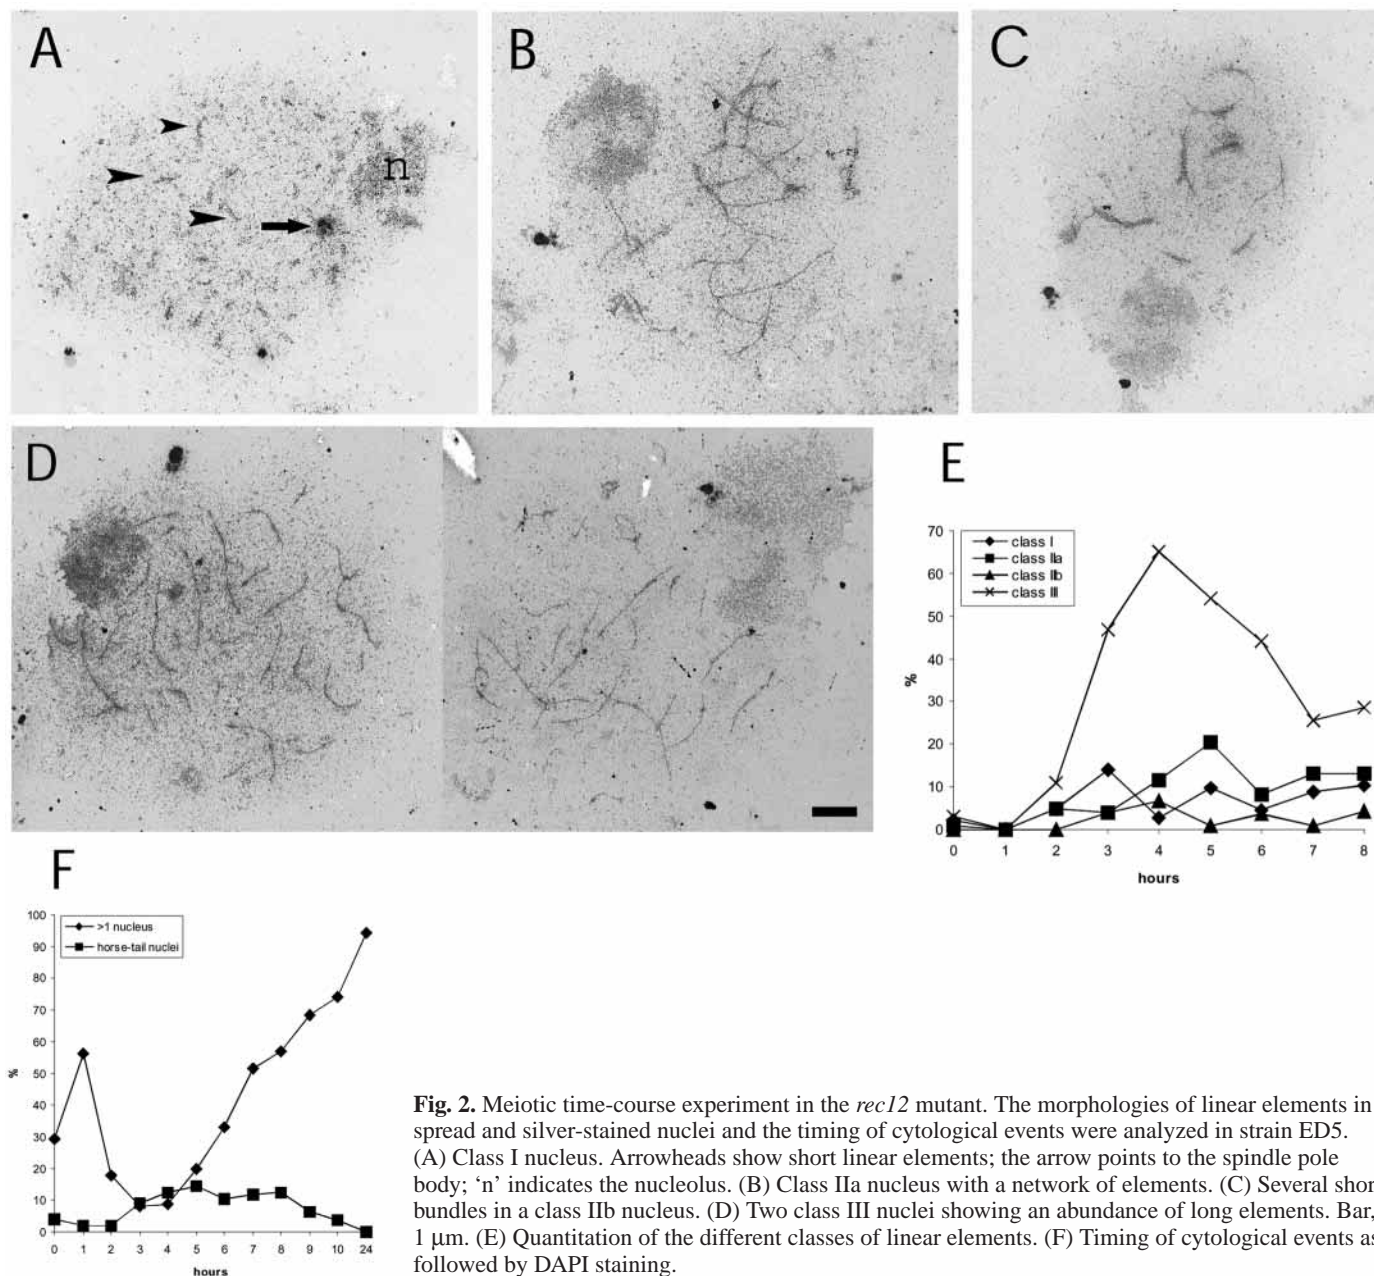 A
B
C
n
D
E
70
60
50
40
30
20
10
0
%
class I
class IIa
class IIb
class III
0 1 2 3 4 5 6 7 8
hours
F
100
90
80
70
60
50
40
30
20
10
0
%
>1 nucleus
horse-tail nuclei
0 1 2 3 4 5 6 7 8 9 10 24
hours
Fig. 2. Meiotic time-course experiment in the rec12 mutant. The morphologies of linear elements in
spread and silver-stained nuclei and the timing of cytological events were analyzed in strain ED5.
(A) Class I nucleus. Arrowheads show short linear elements; the arrow points to the spindle pole
body; ‘n’ indicates the nucleolus. (B) Class IIa nucleus with a network of elements. (C) Several shor
bundles in a class IIb nucleus. (D) Two class III nuclei showing an abundance of long elements. Bar,
1 μm. (E) Quantitation of the different classes of linear elements. (F) Timing of cytological events as
followed by DAPI staining.